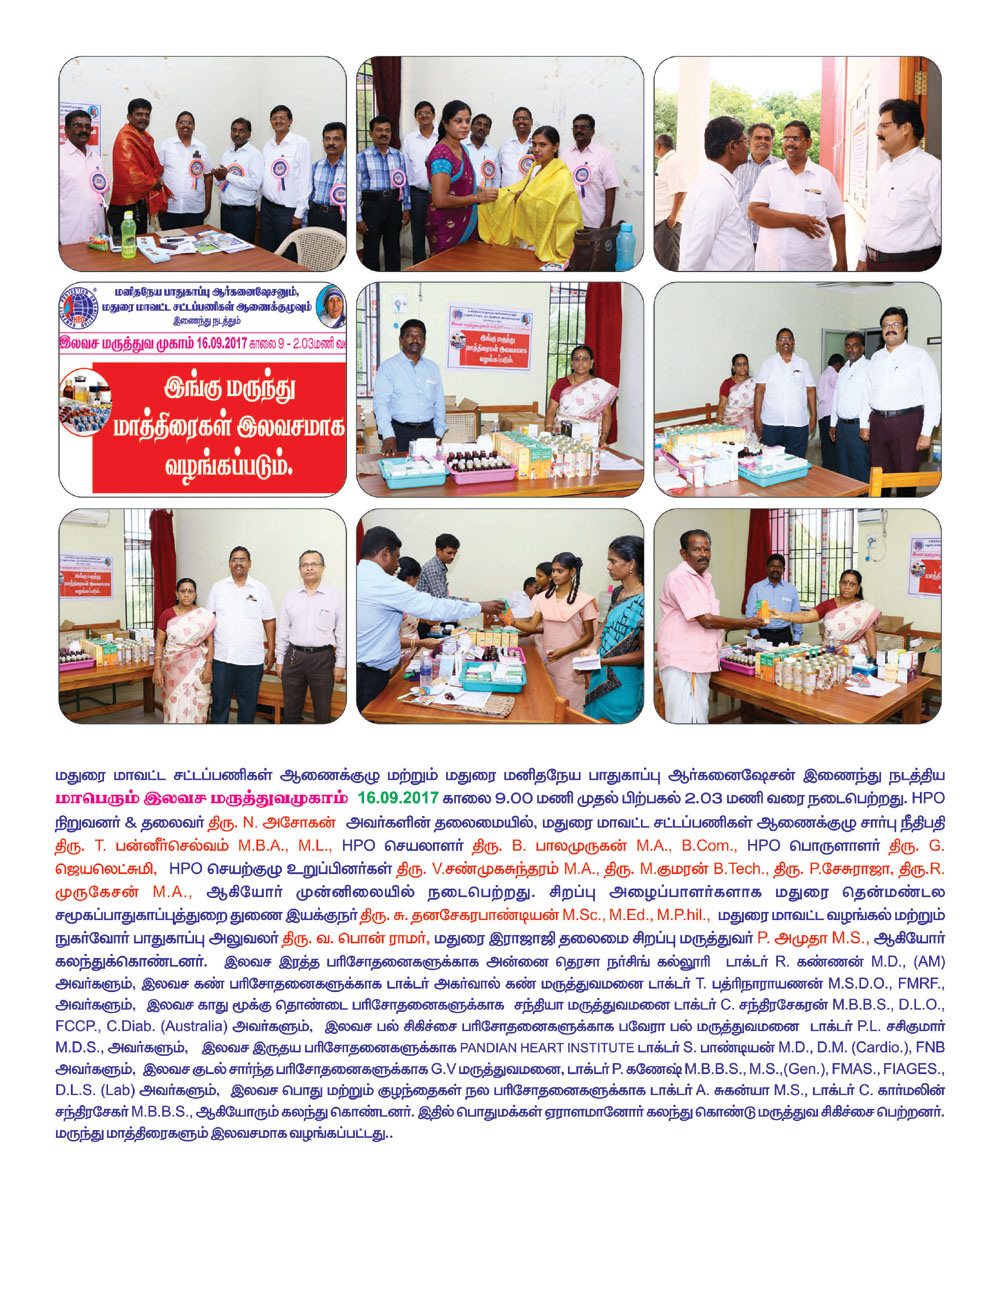 மனிதநேய பாதுகாப்பு ஆர்கனைஷேசனும்,
மதுரை மாவட்ட சட்டப்பணிகள் ஆணைக்குழுவும்
இணைந்து நடத்தும்
இலவச மருத்துவ முகாம் 16.09.2017 காலை 9 - 2.03மணி வ
இங்கு மருந்து
மாத்திரைகள் இலவசமாக
வழங்கப்படும்.
மதுரை மாவட்ட சட்டப்பணிகள் ஆணைக்குழு மற்றும் மதுரை மனிதநேய பாதுகாப்பு ஆர்கனைஷேசன் இணைந்து நடத்திய
மாபெரும் இலவச மருத்துவமுகாம் 16.09.2017 காலை 9.00 மணி முதல் பிற்பகல் 2.03 மணி வரை நடைபெற்றது. HPO
நிறுவனர் & தலைவர் திரு. N. அசோகன் அவர்களின் தலைமையில், மதுரை மாவட்ட சட்டப்பணிகள் ஆணைக்குழு சார்பு நீதிபதி
திரு. T. பன்னீர்செல்வம் M.B.A., M.L., HPO செயலாளர் திரு. B. பாலமுருகன் M.A., B.Com., HPO பொருளாளர் திரு. G.
ஜெயலெட்சுமி, HPO செயற்குழு உறுப்பினர்கள் திரு. V.சண்முகசுந்தரம் M.A., திரு. M.குமரன் B.Tech., திரு. P.சேசுராஜா, திரு.R.
முருகேசன் M.A., ஆகியோர் முன்னிலையில் நடைபெற்றது. சிறப்பு அழைப்பாளர்களாக மதுரை தென்மண்டல
சமூகப்பாதுகாப்புத்துறை துணை இயக்குநர் திரு. சு. தனசேகரபாண்டியன் M.Sc., M.Ed., M.P.hil., மதுரை மாவட்ட வழங்கல் மற்றும்
நுகர்வோர் பாதுகாப்பு அலுவலர் திரு. வ. பொன் ராமர், மதுரை இராஜாஜி தலைமை சிறப்பு மருத்துவர் P. அமுதா M.S., ஆகியோர்
கலந்துக்கொண்டனர். இலவச இரத்த பரிசோதனைகளுக்காக அன்னை தெரசா நர்சிங் கல்லூரி டாக்டர் R. கண்ணன் M.D., (AM)
அவர்களும், இலவச கண் பரிசோதனைகளுக்காக டாக்டர் அகர்வால் கண் மருத்துவமனை டாக்டர் T. பத்ரிநாராயணன் M.S.D.O., FMRF.,
அவர்களும், இலவச காது மூக்கு தொண்டை பரிசோதனைகளுக்காக சந்தியா மருத்துவமனை டாக்டர் C. சந்திரசேகரன் M.B.B.S., D.L.O.,
FCCP., C.Diab. (Australia) அவர்களும், இலவச பல் சிகிச்சை பரிசோதனைகளுக்காக பவேரா பல் மருத்துவமனை டாக்டர் P.L. சசிகுமார்
M.D.S., அவர்களும், இலவச இருதய பரிசோதனைகளுக்காக PANDIAN HEART INSTITUTE டாக்டர் S. பாண்டியன் M.D., D.M. (Cardio.), FNB
அவர்களும், இலவச குடல் சார்ந்த பரிசோதனைகளுக்காக G.V மருத்துவமனை, டாக்டர் P. கணேஷ் M.B.B.S., M.S.,(Gen.), FMAS., FIAGES.,
D.L.S. (Lab) அவர்களும், இலவச பொது மற்றும் குழந்தைகள் நல பரிசோதனைகளுக்காக டாக்டர் A. சுகன்யா M.S., டாக்டர் C. கார்மலின்
சந்திரசேகர் M.B.B.S., ஆகியோரும் கலந்து கொண்டனர். இதில் பொதுமக்கள் ஏராளமானோர் கலந்து கொண்டு மருத்துவ சிகிச்சை பெற்றனர்.
மருந்து மாத்திரைகளும் இலவசமாக வழங்கப்பட்டது..